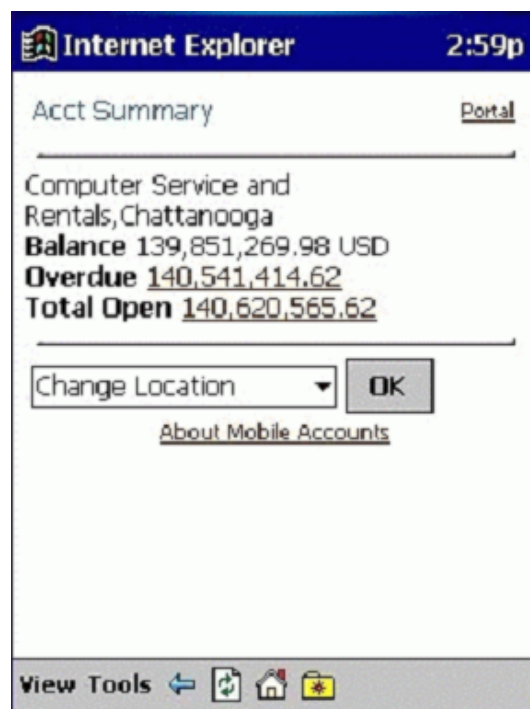 Internet Explorer 2:59p
Acct Summary Portal
Computer Service and
Rentals,Chattanooga
Balance 139,851,269.98 USD
Overdue 140,541,414.62
Total Open 140,620,565.62
Change Location OK
About Mobile Accounts
View Tools